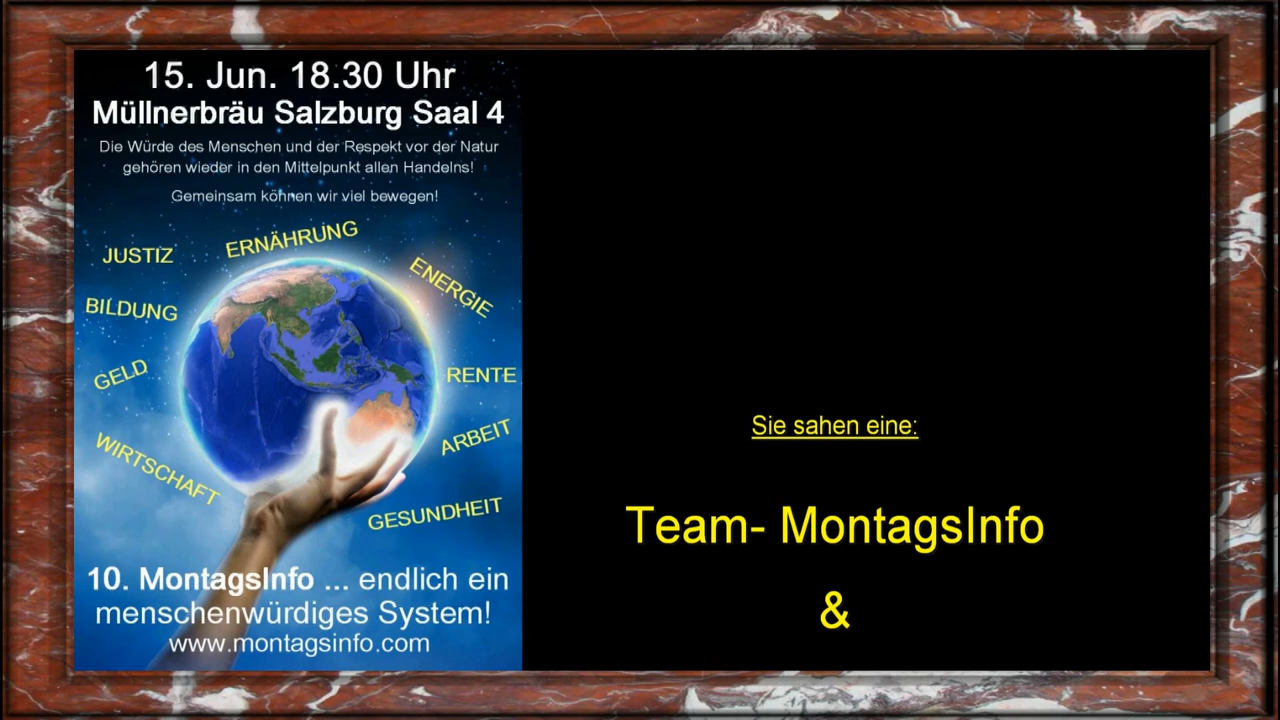 15. Jun. 18.30 Uhr
Müllnerbräu Salzburg Saal 4
Die Würde des Menschen und der Respekt vor der Natur
gehören wieder in den Mittelpunkt allen Handelns!
Gemeinsam können wir viel bewegen!
ERNÄHRUNG
JUSTIZ
ENERGIE
BILDUNG
GELD
RENTE
ARBEIT
WIRTSCHAFT
GESUNDHEIT
10. MontagsInfo ... endlich ein
menschenwürdiges System!
www.montagsinfo.com
Sie sahen eine:
Team- MontagsInfo
&